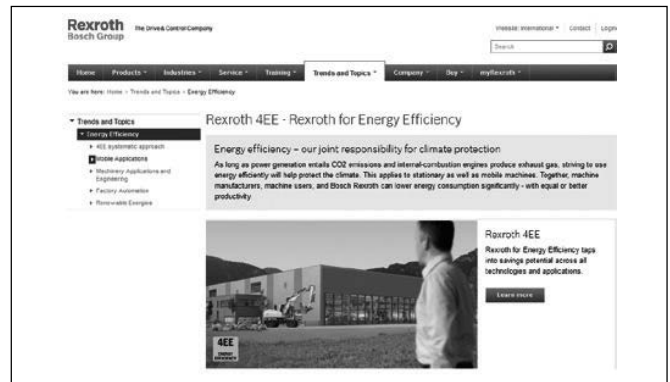 Rexroth
Bosch Group
The Drive & Control Company
Website: International
Contact
Login
Search
Home Products Industries Service Training Trends and Topics Company Buy myRexroth
You are here: Home › Trends and Topics › Energy Efficiency
Trends and Topics
Energy Efficiency
4EE systematic approach
Mobile Applications
Machinery Applications and
Engineering
Factory Automation
Renewable Energies
Rexroth 4EE - Rexroth for Energy Efficiency
Energy efficiency – our joint responsibility for climate protection
As long as power generation entails CO2 emissions and internal-combustion engines produce exhaust gas, striving to use
energy efficiently will help protect the climate. This applies to stationary as well as mobile machines. Together, machine
manufacturers, machine users, and Bosch Rexroth can lower energy consumption significantly - with equal or better
productivity.
Rexroth 4EE
Rexroth for Energy Efficiency taps
into savings potential across all
technologies and applications.
Learn more
4EE
ENERGY
EFFICIENCY